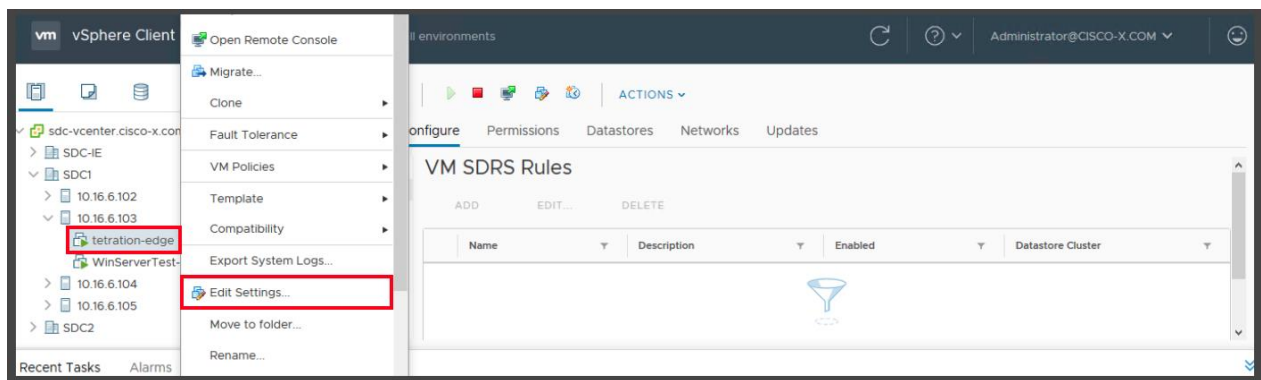 vm vSphere Client
ll environments
Administrator@CISCO-X.COM
Open Remote Console
Migrate...
Clone
Fault Tolerance
VM Policies
Template
Compatibility
Export System Logs...
Edit Settings...
Move to folder...
Rename...
sdc-vcenter.cisco-x.con
SDC-IE
SDC1
10.16.6.102
10.16.6.103
tetration-edge
WinServerTest-
10.16.6.104
10.16.6.105
SDC2
Recent Tasks Alarms
ACTIONS
onfigure Permissions Datastores Networks Updates
VM SDRS Rules
ADD EDIT... DELETE
Name Description Enabled Datastore Cluster